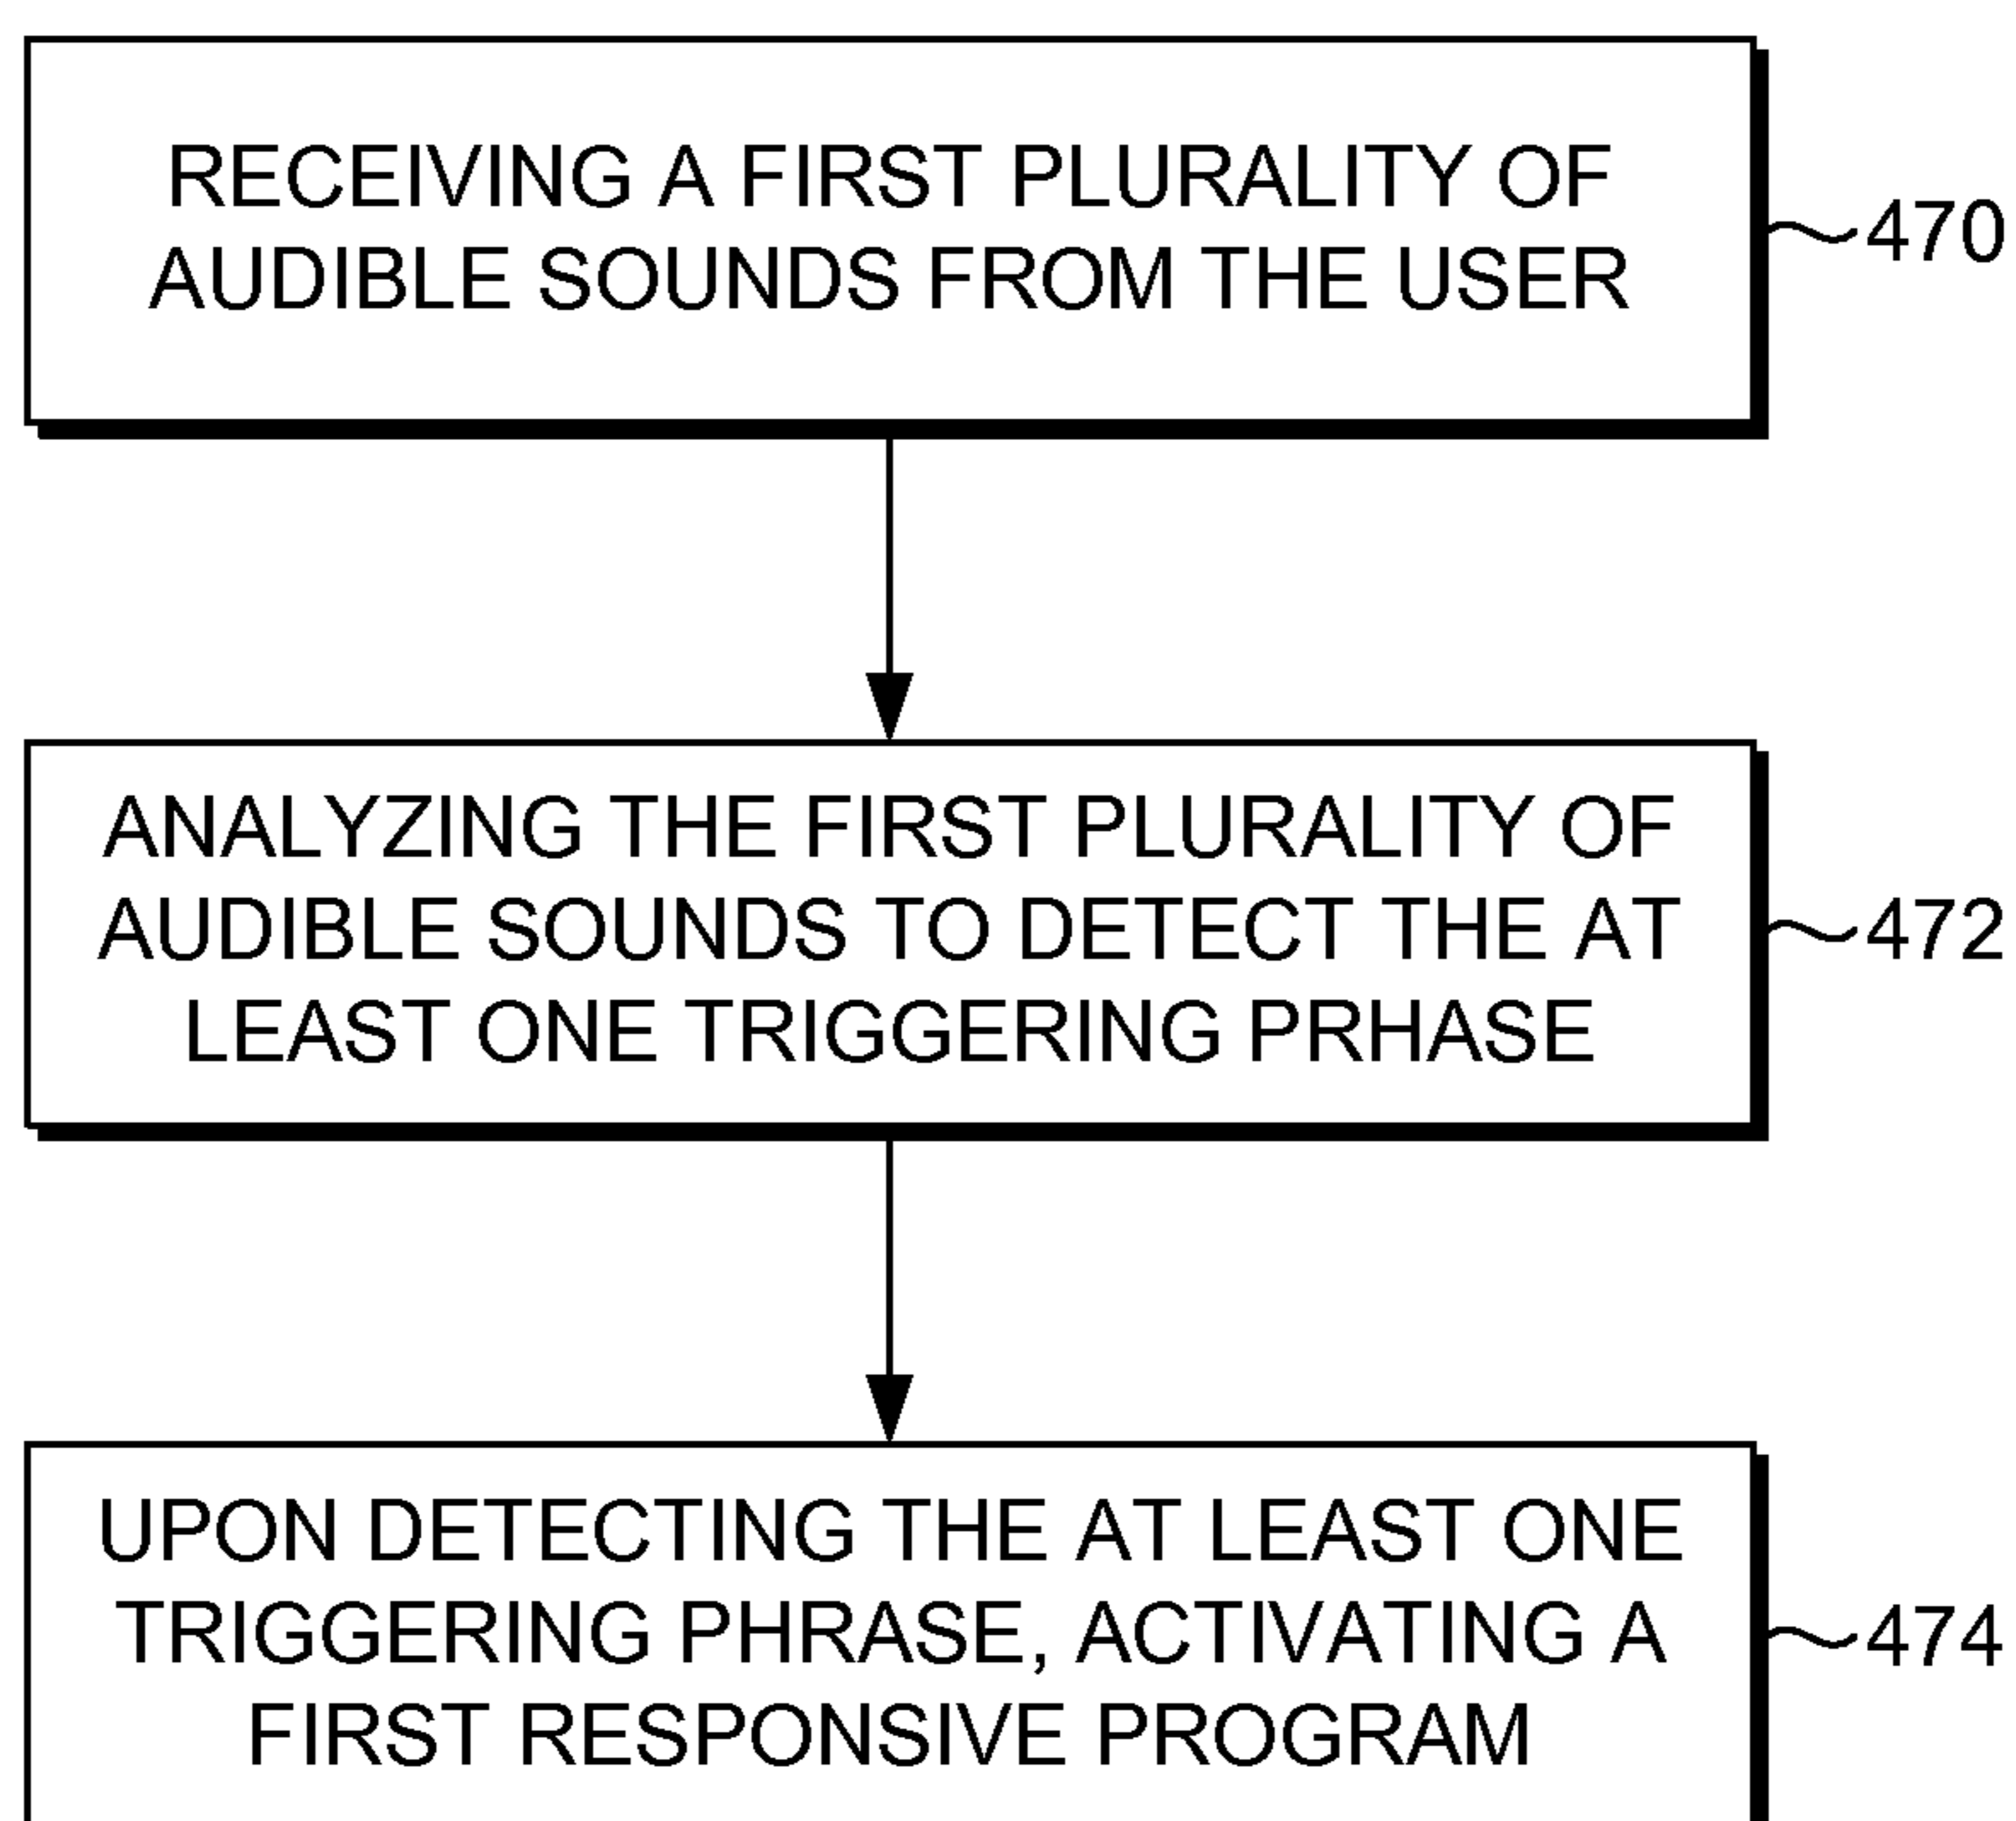 RECEIVING A FIRST PLURALITY OF
AUDIBLE SOUNDS FROM THE USER
470
ANALYZING THE FIRST PLURALITY OF
AUDIBLE SOUNDS TO DETECT THE AT
LEAST ONE TRIGGERING PRHASE
472
UPON DETECTING THE AT LEAST ONE
TRIGGERING PHRASE, ACTIVATING A
FIRST RESPONSIVE PROGRAM
474